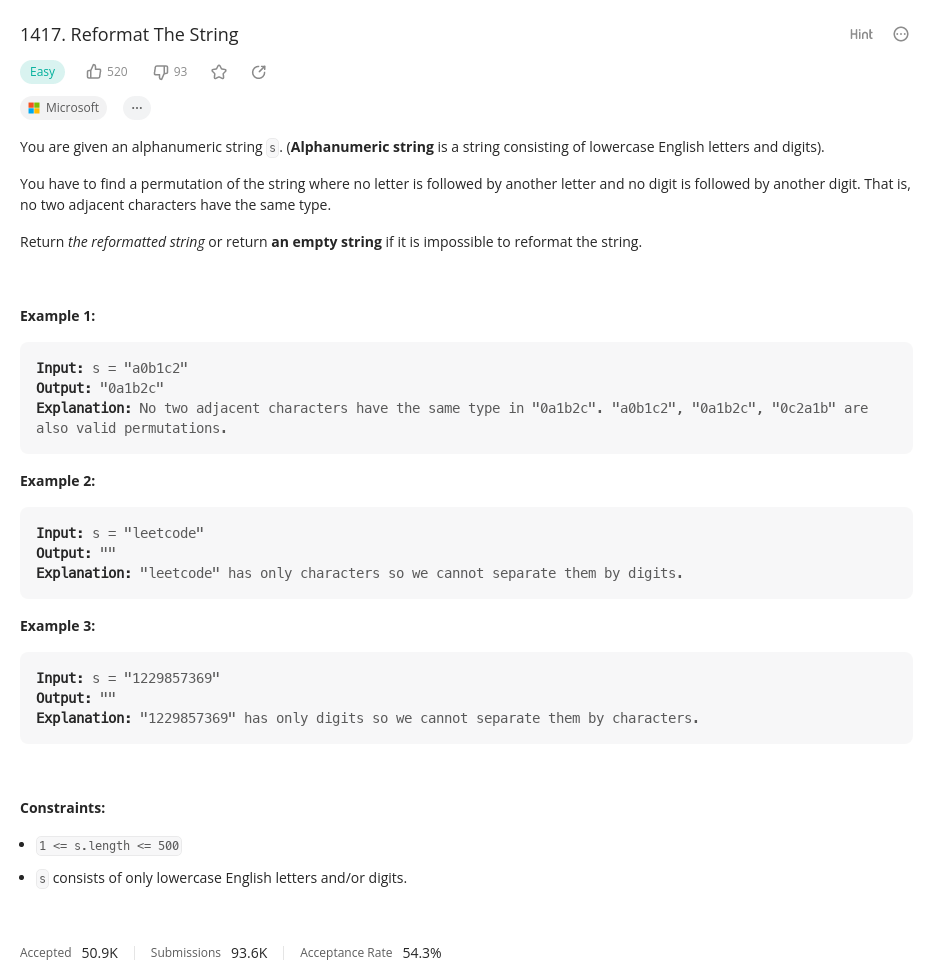 1417. Reformat The String
Hint
Easy
520
93
Microsoft
...
You are given an alphanumeric string s. (Alphanumeric string is a string consisting of lowercase English letters and digits).
You have to find a permutation of the string where no letter is followed by another letter and no digit is followed by another digit. That is,
no two adjacent characters have the same type.
Return the reformatted string or return an empty string if it is impossible to reformat the string.
Example 1:
Input: s = "a0b1c2"
Output: "0a1b2c"
Explanation: No two adjacent characters have the same type in "0a1b2c". "a0b1c2", "0a1b2c", "0c2a1b" are
also valid permutations.
Example 2:
Input: s = "leetcode"
Output: ""
Explanation: "leetcode" has only characters so we cannot separate them by digits.
Example 3:
Input: s = "1229857369"
Output: ""
Explanation: "1229857369" has only digits so we cannot separate them by characters.
Constraints:
• 1 <= s.length <= 500
• s consists of only lowercase English letters and/or digits.
Accepted 50.9K Submissions 93.6K Acceptance Rate 54.3%